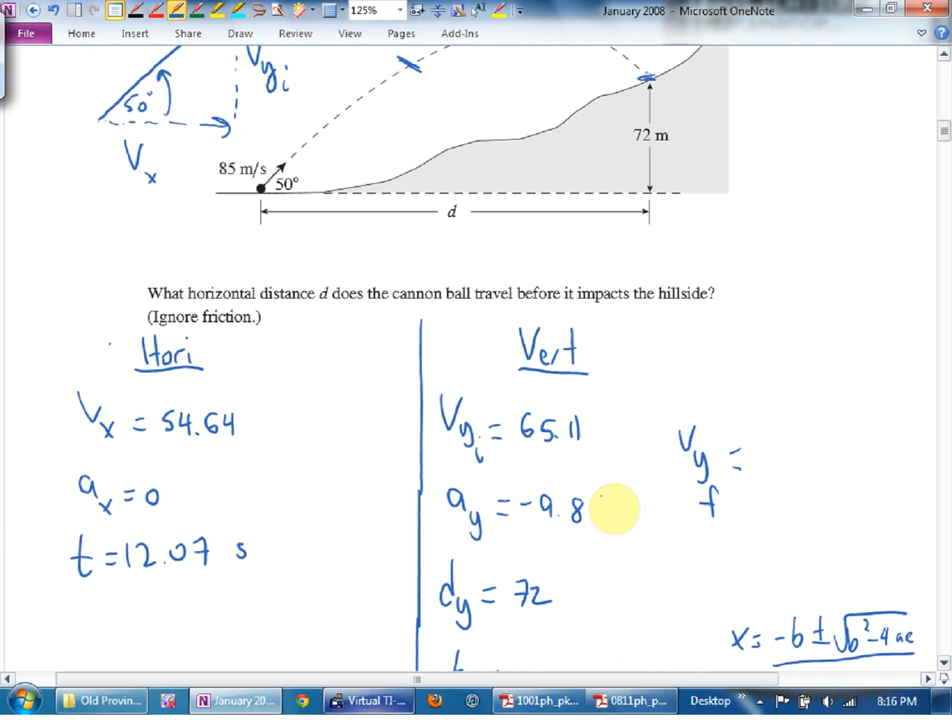 January 2008 - Microsoft OneNote
125%
File Home Insert Share Draw Review View Pages Add-Ins
Vyi
50°
Vx
85 m/s
50°
72 m
d
What horizontal distance d does the cannon ball travel before it impacts the hillside?
(Ignore friction.)
Hori
Vx = 54.64
ax = 0
t = 12.07 s
Vert
Vyi = 65.11
ay = -9.8
dy = 72
Vyf =
x = -b ± √b²-4ac
Old Provin...
January 20...
Virtual TI-...
1001ph_pk...
0811ph_p...
Desktop
8:16 PM